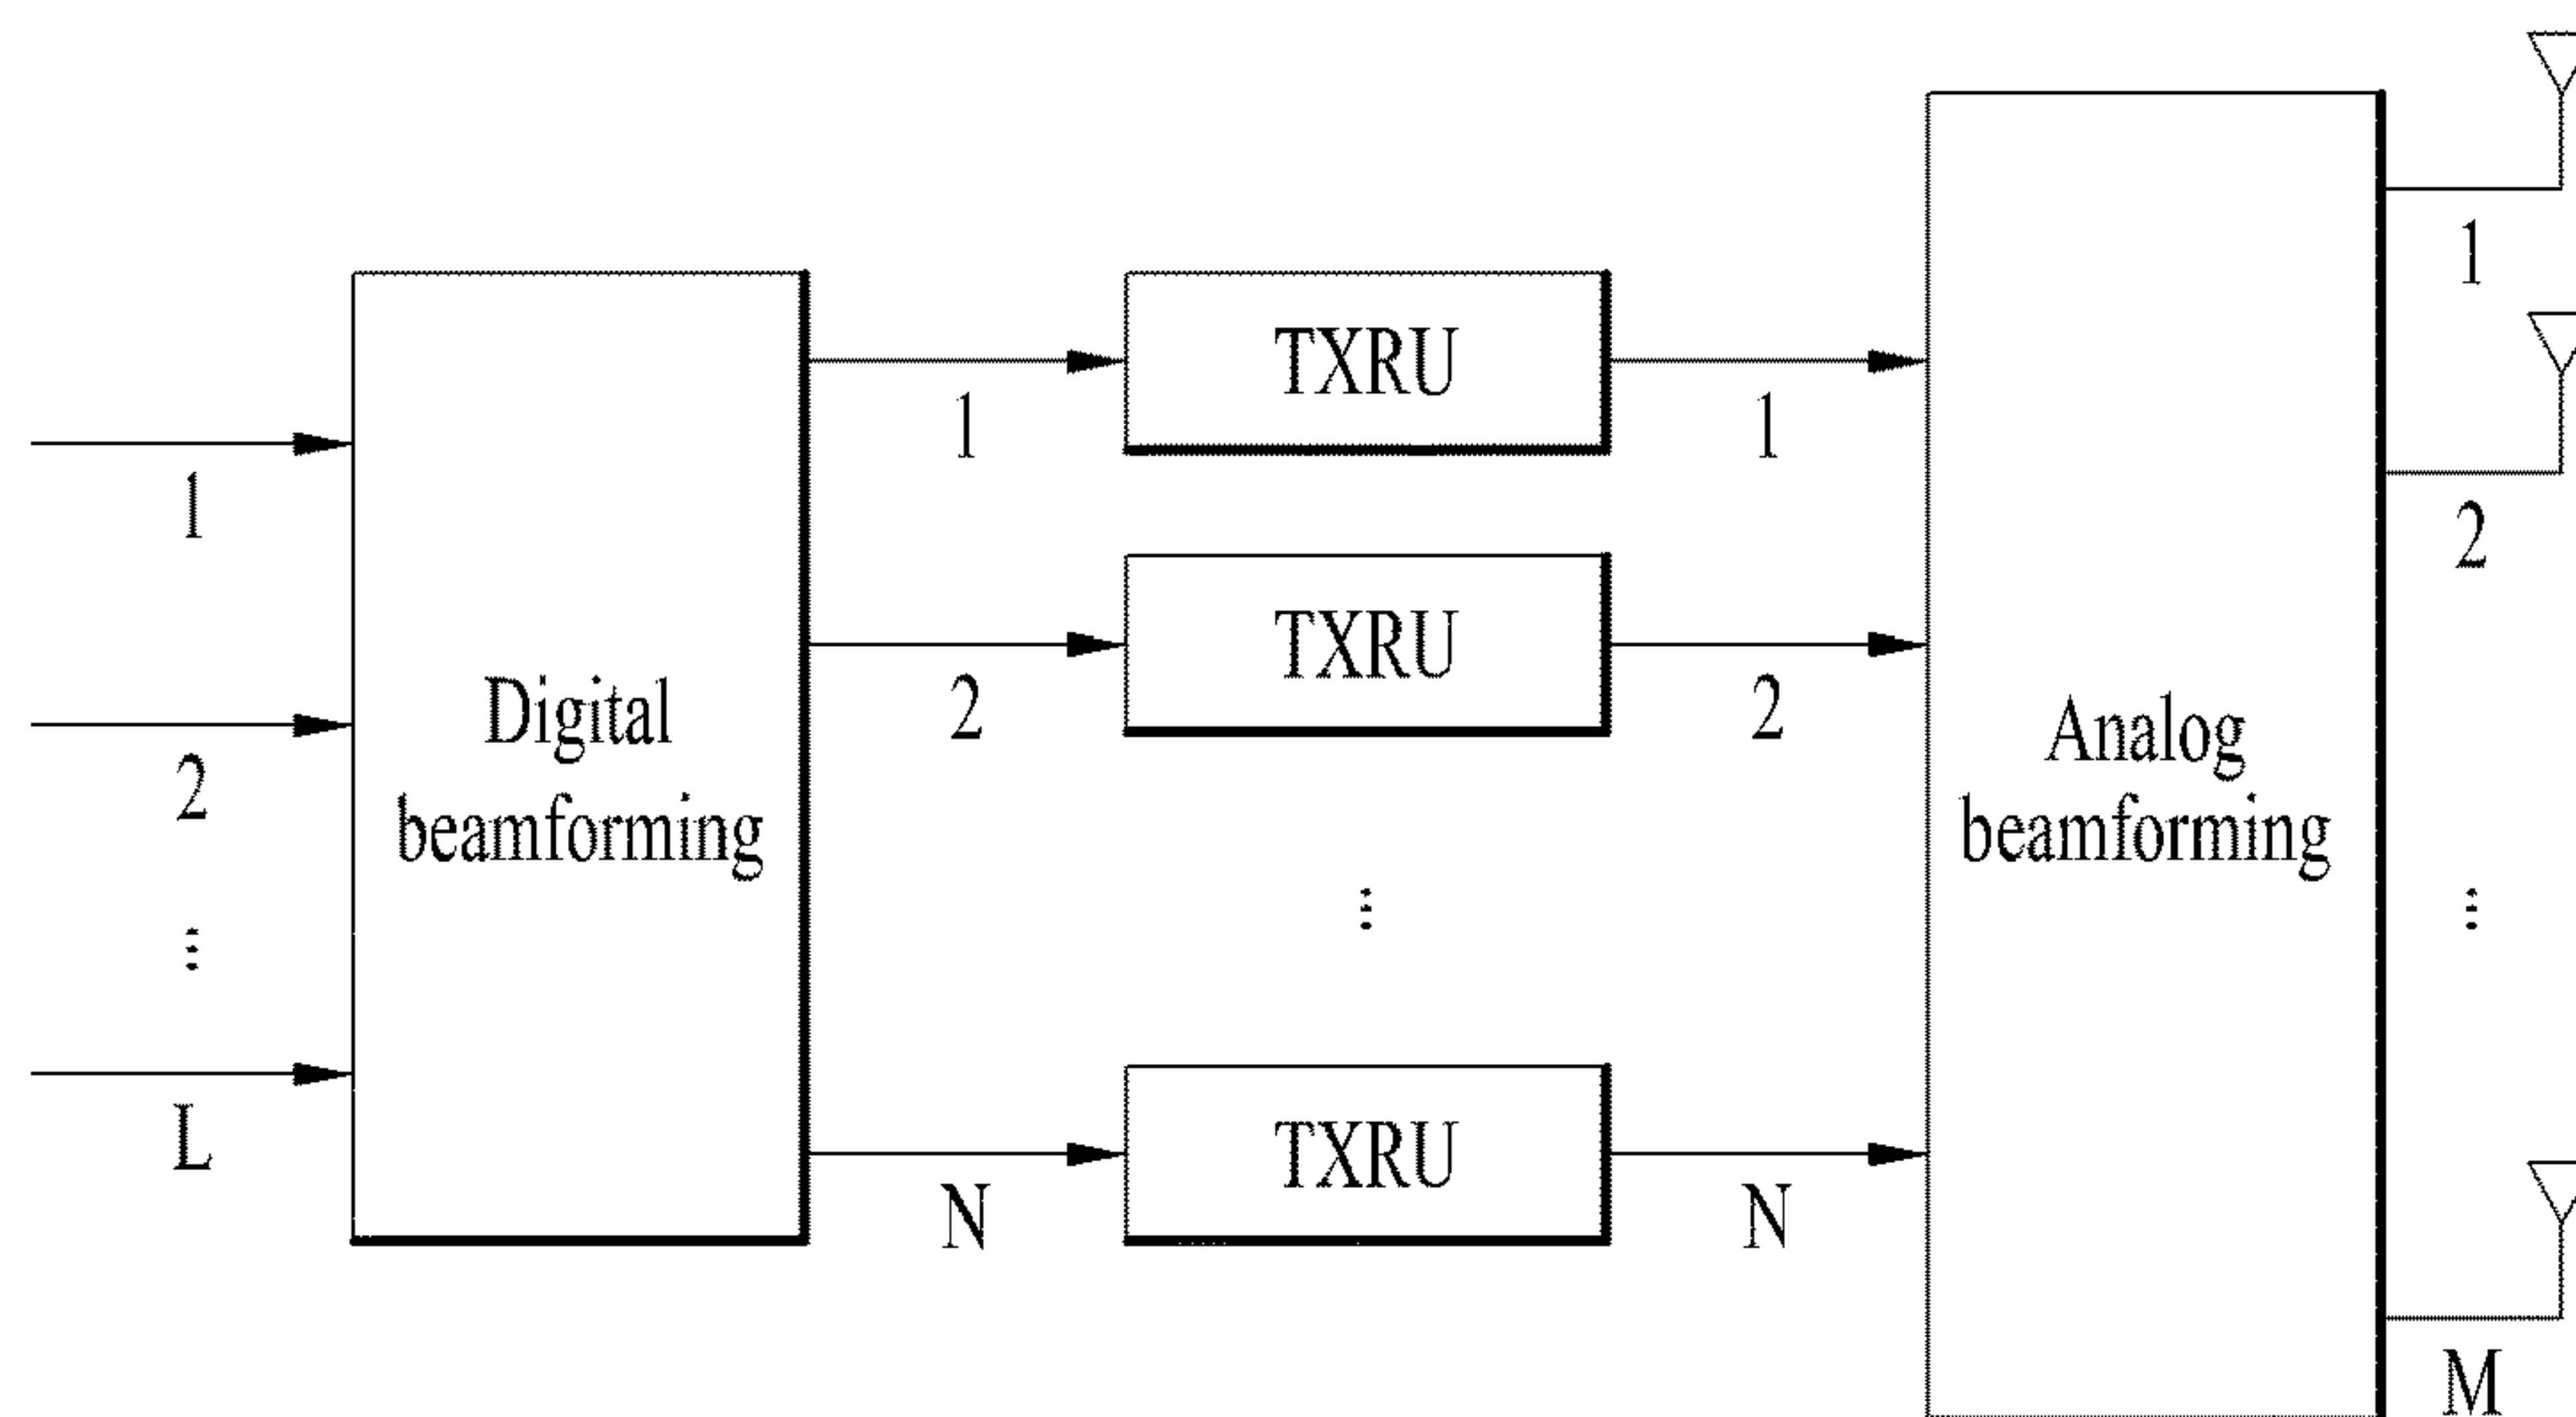 1
2
⋮
L
Digital
beamforming
1
2
N
TXRU
TXRU
⋮
TXRU
1
2
N
Analog
beamforming
1
2
⋮
M